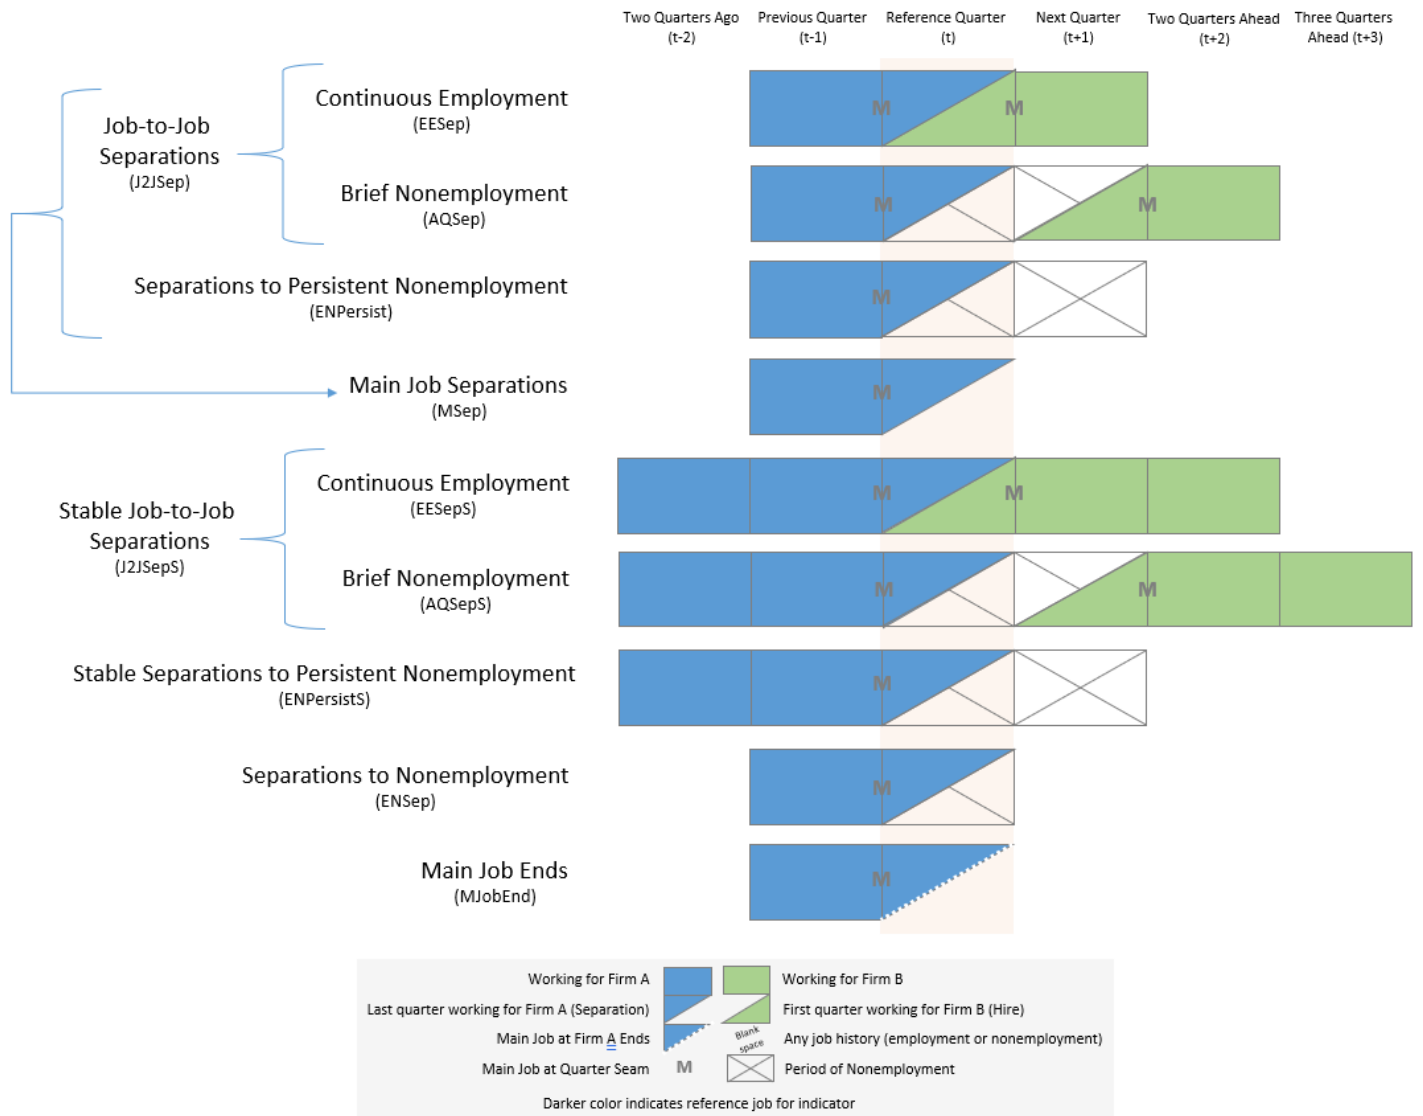 Two Quarters Ago
(t-2)
Previous Quarter
(t-1)
Reference Quarter
(t)
Next Quarter
(t+1)
Two Quarters Ahead
(t+2)
Three Quarters
Ahead (t+3)
Job-to-Job
Separations
(J2JSep)
Continuous Employment
(EESep)
M
M
Brief Nonemployment
(AQSep)
M
M
Separations to Persistent Nonemployment
(ENPersist)
M
Main Job Separations
(MSep)
M
Stable Job-to-Job
Separations
(J2JSepS)
Continuous Employment
(EESepS)
M
M
Brief Nonemployment
(AQSepS)
M
M
Stable Separations to Persistent Nonemployment
(ENPersistS)
M
Separations to Nonemployment
(ENSep)
M
Main Job Ends
(MJobEnd)
M
Working for Firm A
Working for Firm B
Last quarter working for Firm A (Separation)
First quarter working for Firm B (Hire)
Main Job at Firm A Ends
Blank
space
Any job history (employment or nonemployment)
Main Job at Quarter Seam
M
Period of Nonemployment
Darker color indicates reference job for indicator